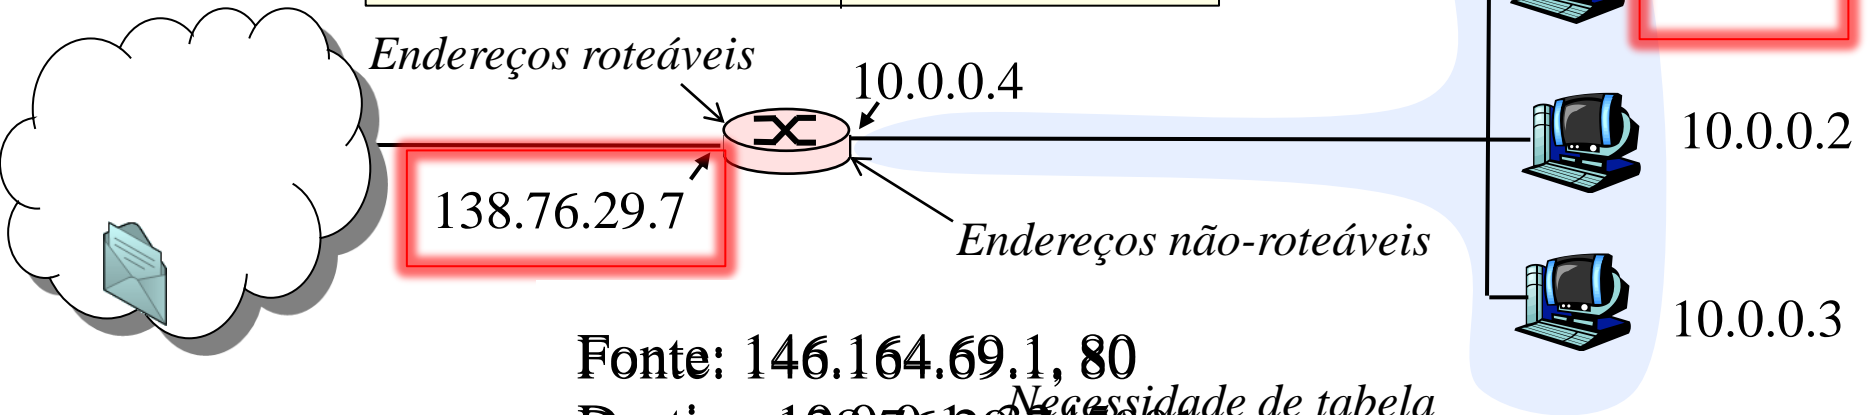 Endereços roteáveis
10.0.0.4
10.0.0.2
138.76.29.7
Endereços não-roteáveis
10.0.0.3
Fonte: 146.164.69.1, 80
Necessidade de tabela